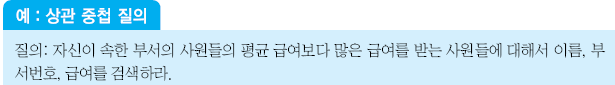 예 : 상관 중첩 질의
질의: 자신이 속한 부서의 사원들의 평균 급여보다 많은 급여를 받는 사원들에 대해서 이름, 부
서번호, 급여를 검색하라.